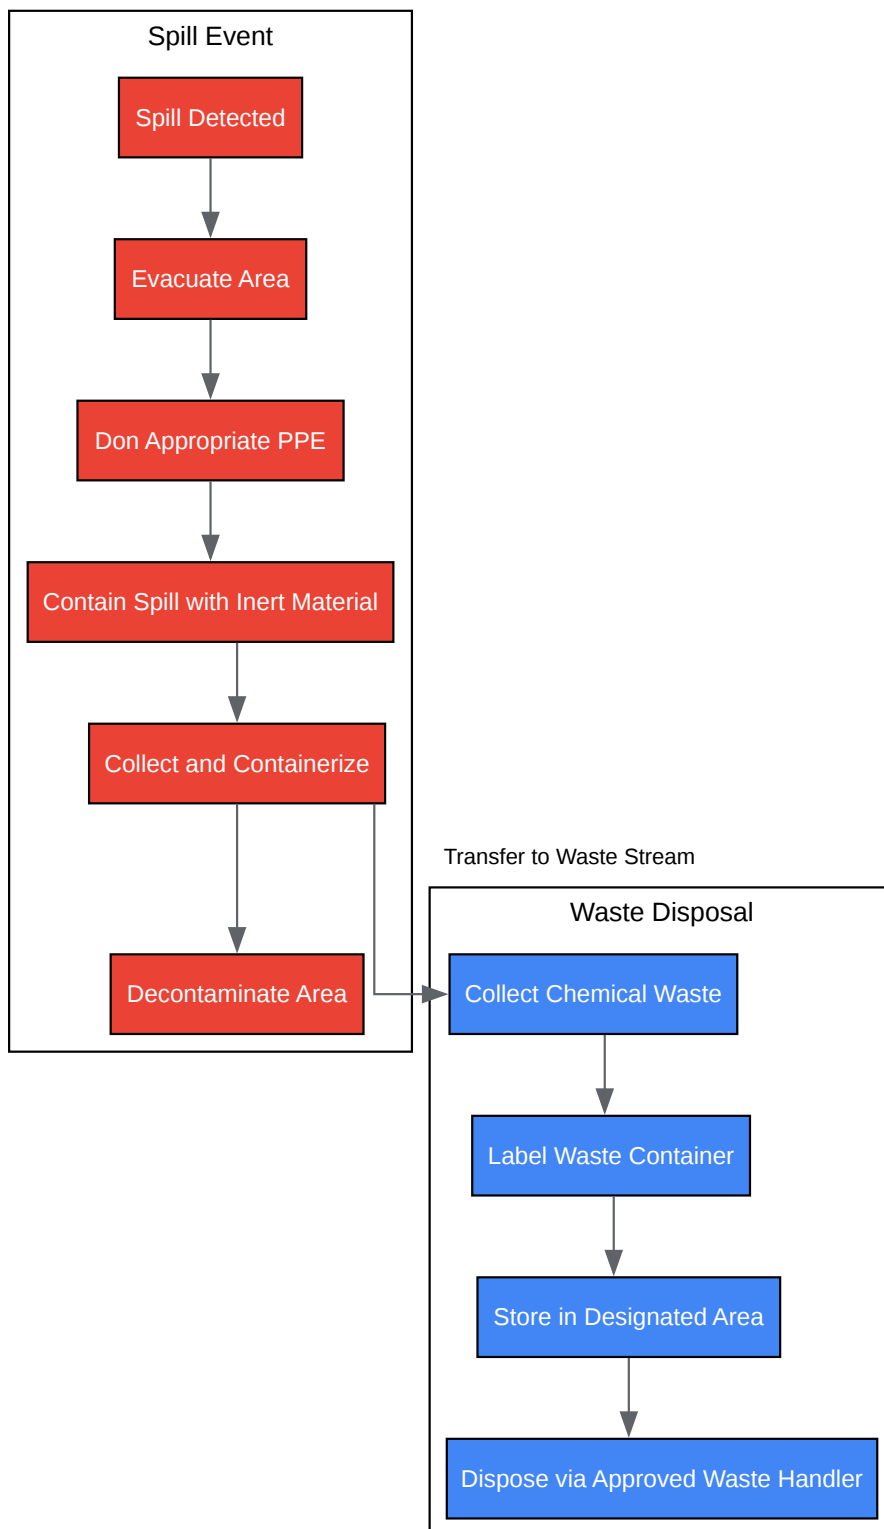 Spill Event
Spill Detected
Evacuate Area
Don Appropriate PPE
Contain Spill with Inert Material
Collect and Containerize
Decontaminate Area
Transfer to Waste Stream
Waste Disposal
Collect Chemical Waste
Label Waste Container
Store in Designated Area
Dispose via Approved Waste Handler